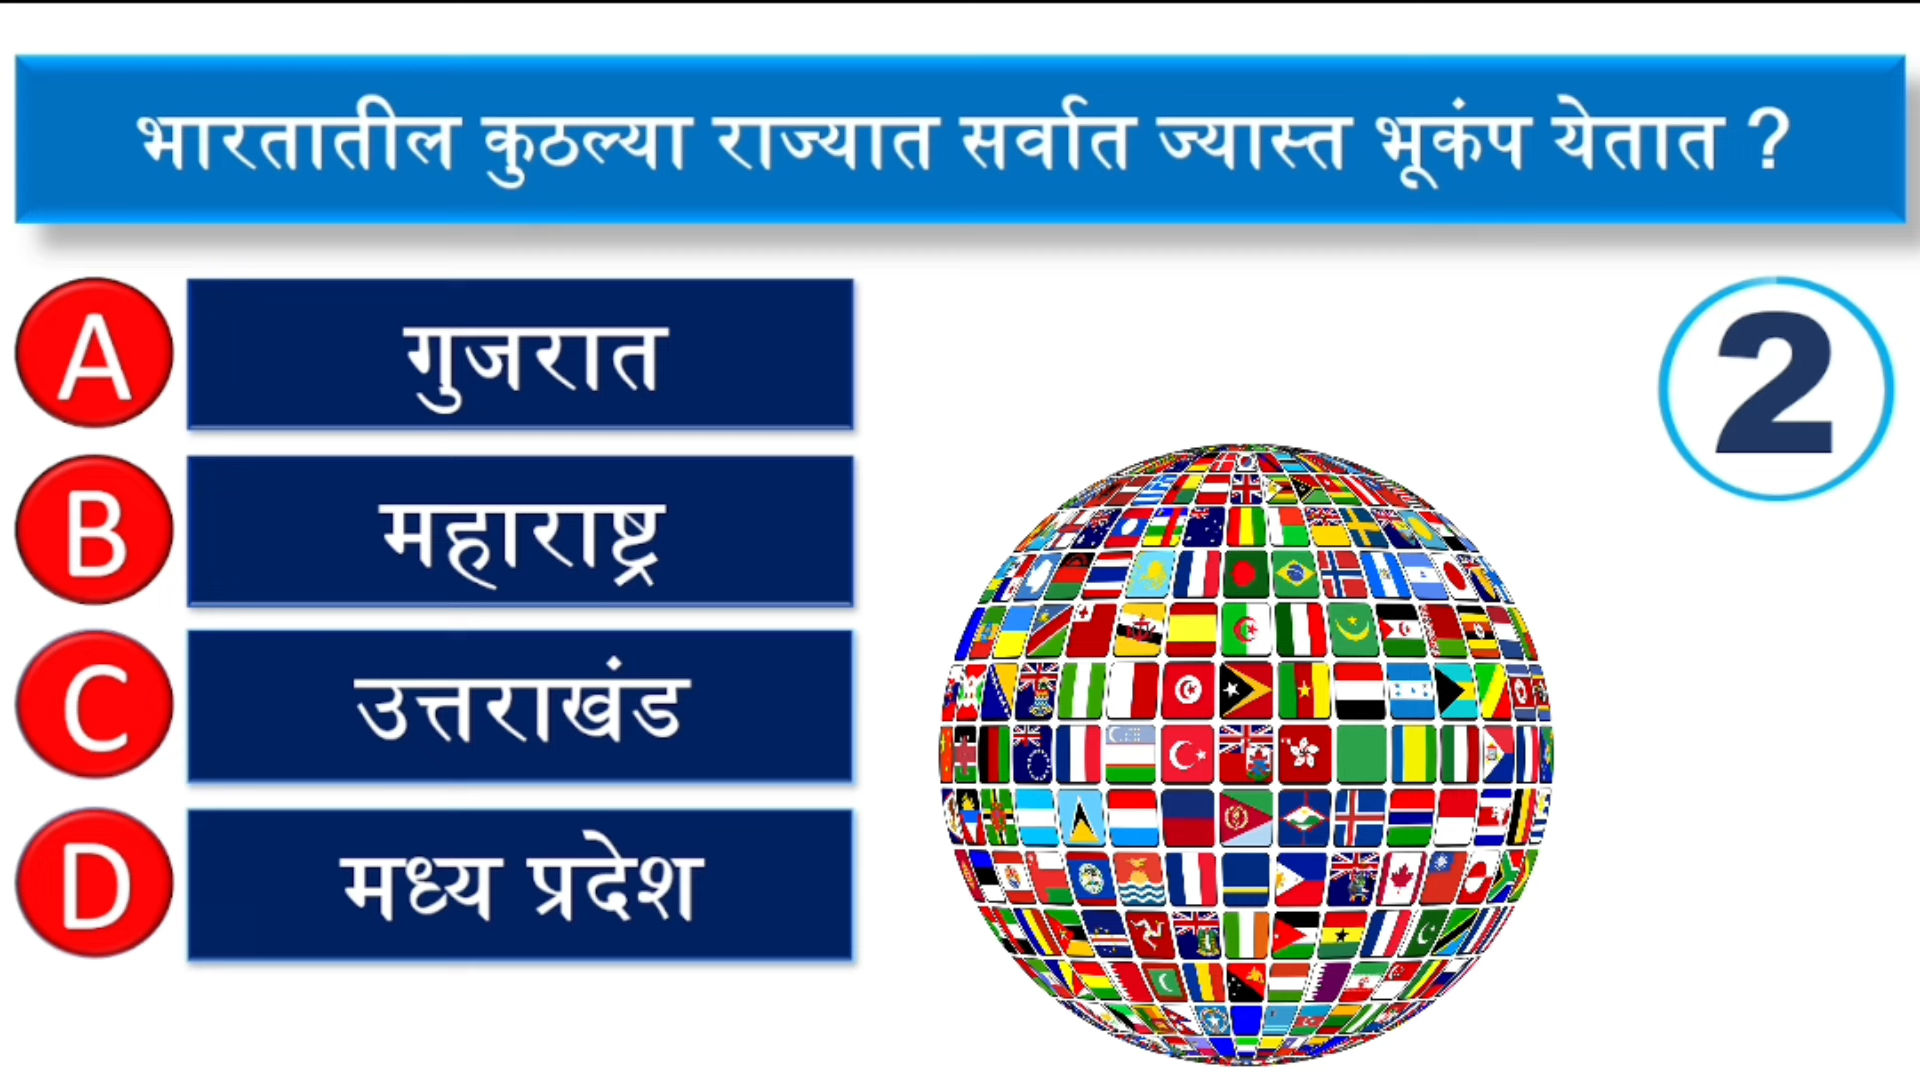 भारतातील कुठल्या राज्यात सर्वात ज्यास्त भूकंप येतात ?
A गुजरात
2
B महाराष्ट्र
C उत्तराखंड
D मध्य प्रदेश